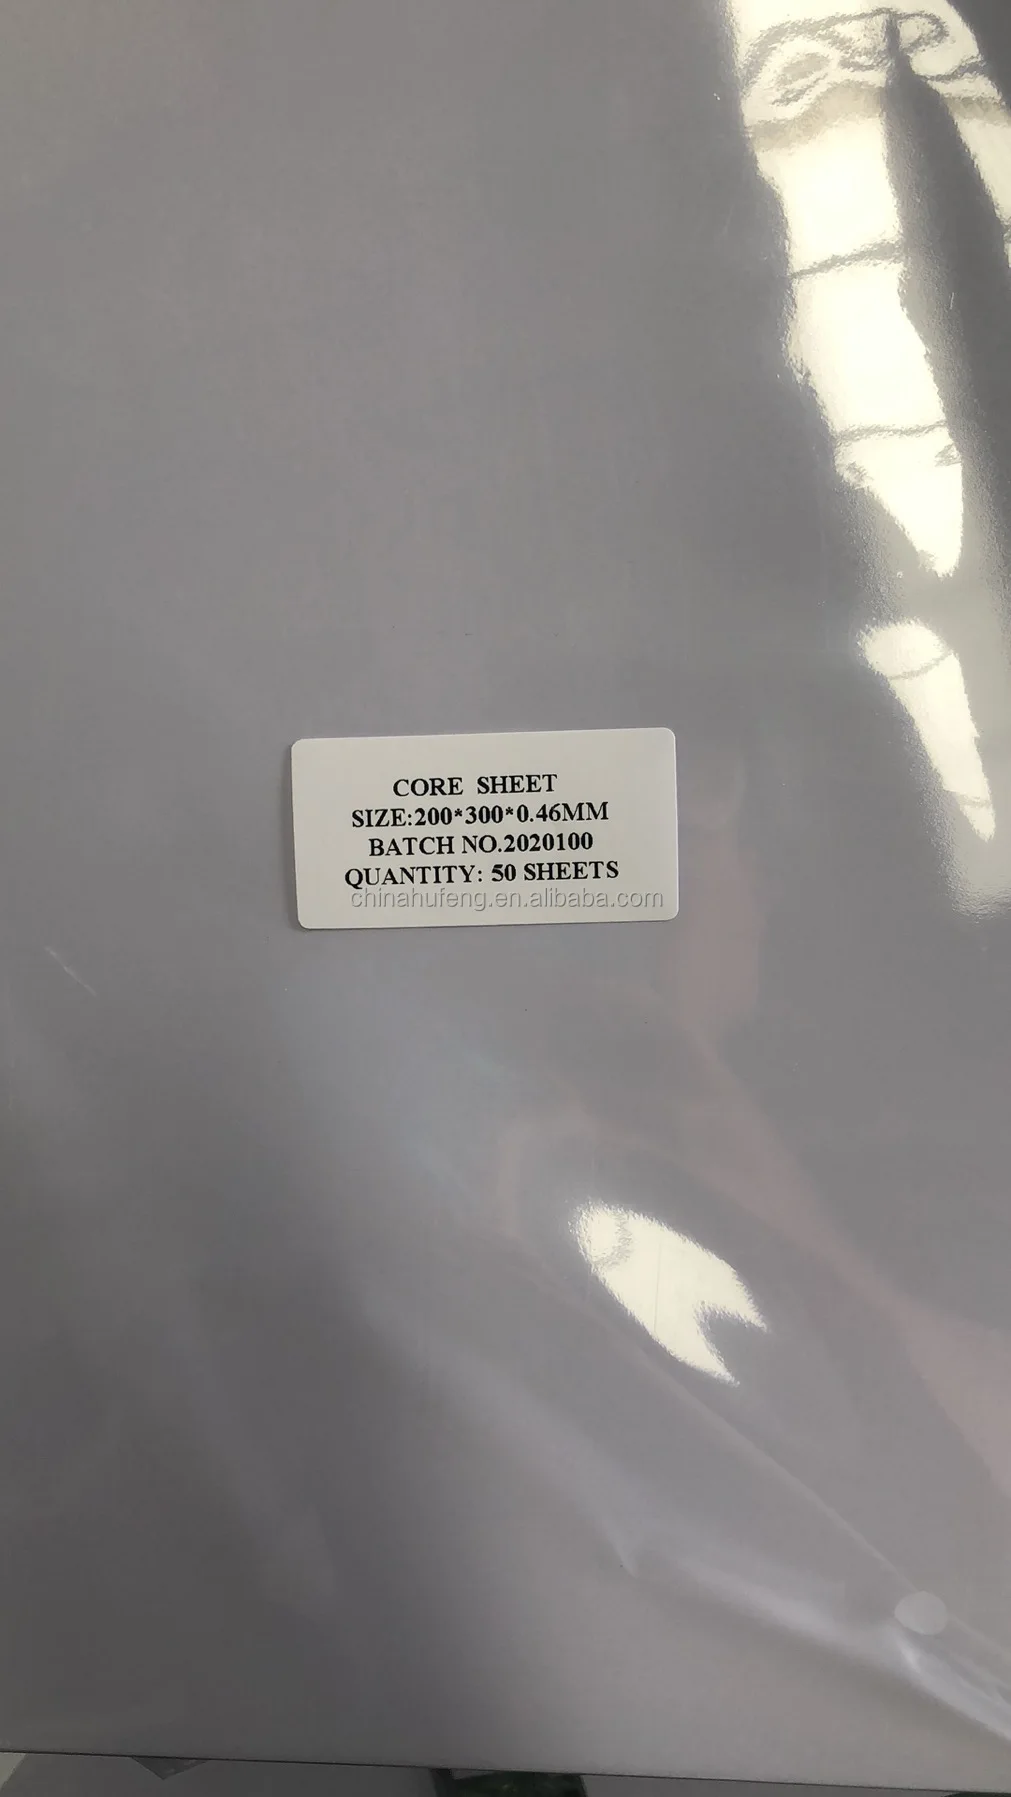 CORE SHEET
SIZE:200*300*0.46MM
BATCH NO.2020100
QUANTITY: 50 SHEETS
chinahufeng.en.alibaba.com